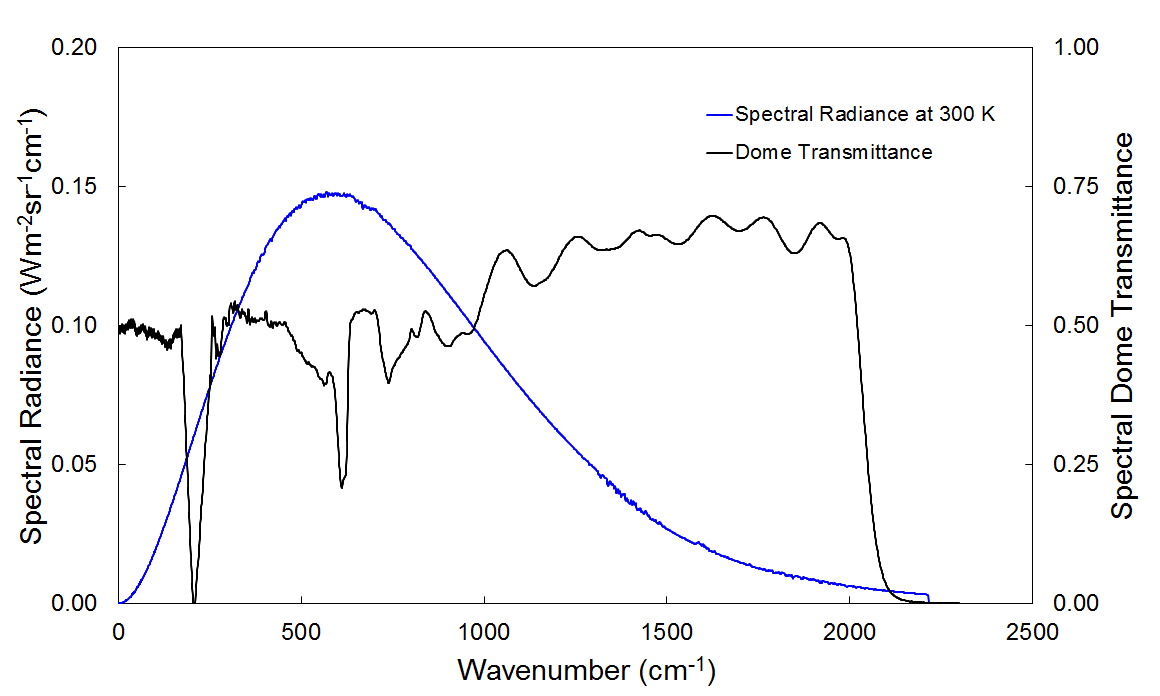 0.20
0.15
0.10
0.05
0.00
Spectral Radiance (Wm-2sr-1cm-1)
1.00
0.75
0.50
0.25
0.00
Spectral Dome Transmittance
Spectral Radiance at 300 K
Dome Transmittance
0 500 1000 1500 2000 2500
Wavenumber (cm-1)